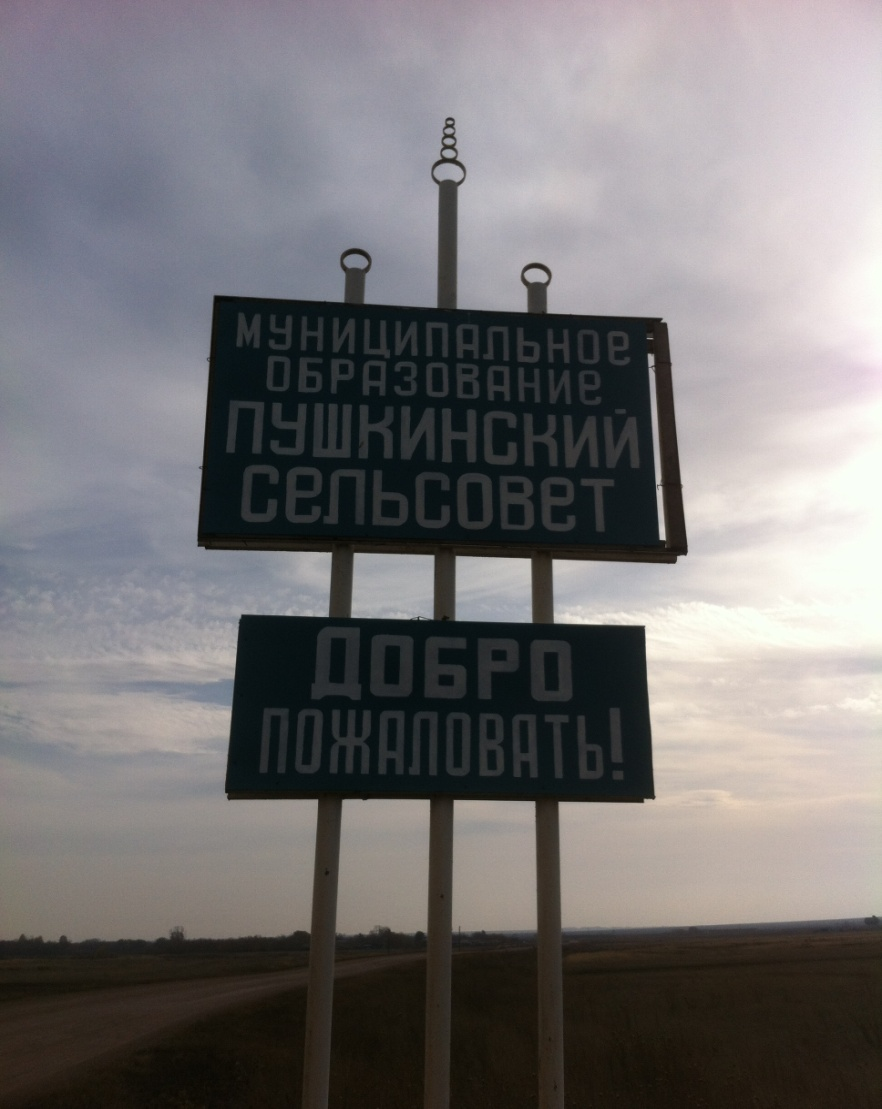 МУНИЦИПАЛЬНОЕ
ОБРАЗОВАНИЕ
ПУШКИНСКИЙ
СЕЛЬСОВЕТ
ДОБРО
ПОЖАЛОВАТЬ!